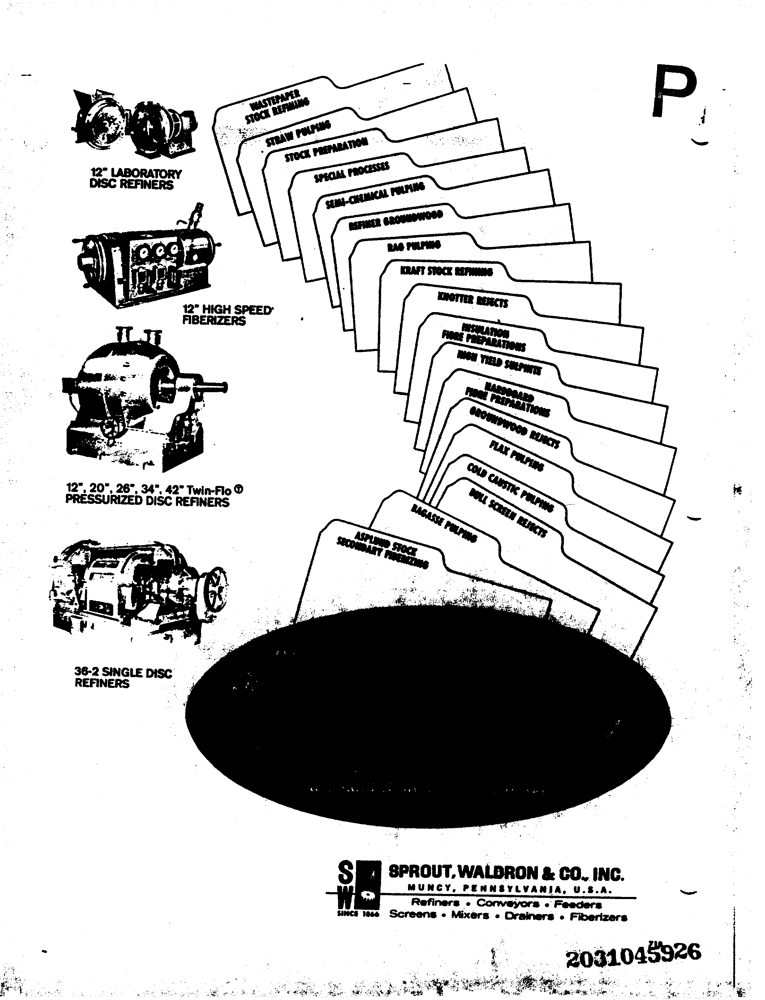 P
WASTEPAPER
STOCK REFINING
STRAW PULPING
STOCK PREPARATION
SPECIAL PROCESSES
SEMI-CHEMICAL PULPING
REFINER GROUNDWOOD
RAG PULPING
KRAFT STOCK REFINING
KNOTTER REJECTS
INSULATION
FIBRE PREPARATIONS
HIGH YIELD SULPHITE
HARDBOARD
FIBRE PREPARATIONS
GROUNDWOOD REJECTS
FLAX PULPING
COLD CAUSTIC PULPING
BULL SCREEN REJECTS
BAGASSE PULPING
ASPLUND STOCK
SECONDARY FIBERIZING
12" LABORATORY
DISC REFINERS
12" HIGH SPEED
FIBERIZERS
12", 20", 26", 34", 42" Twin-Flo
PRESSURIZED DISC REFINERS
36-2 SINGLE DISC
REFINERS
S W
SINCE 1866
SPROUT, WALDRON & CO., INC.
MUNCY, PENNSYLVANIA, U.S.A.
Refiners • Conveyors • Feeders
Screens • Mixers • Drainers • Fiberizers
2031045926